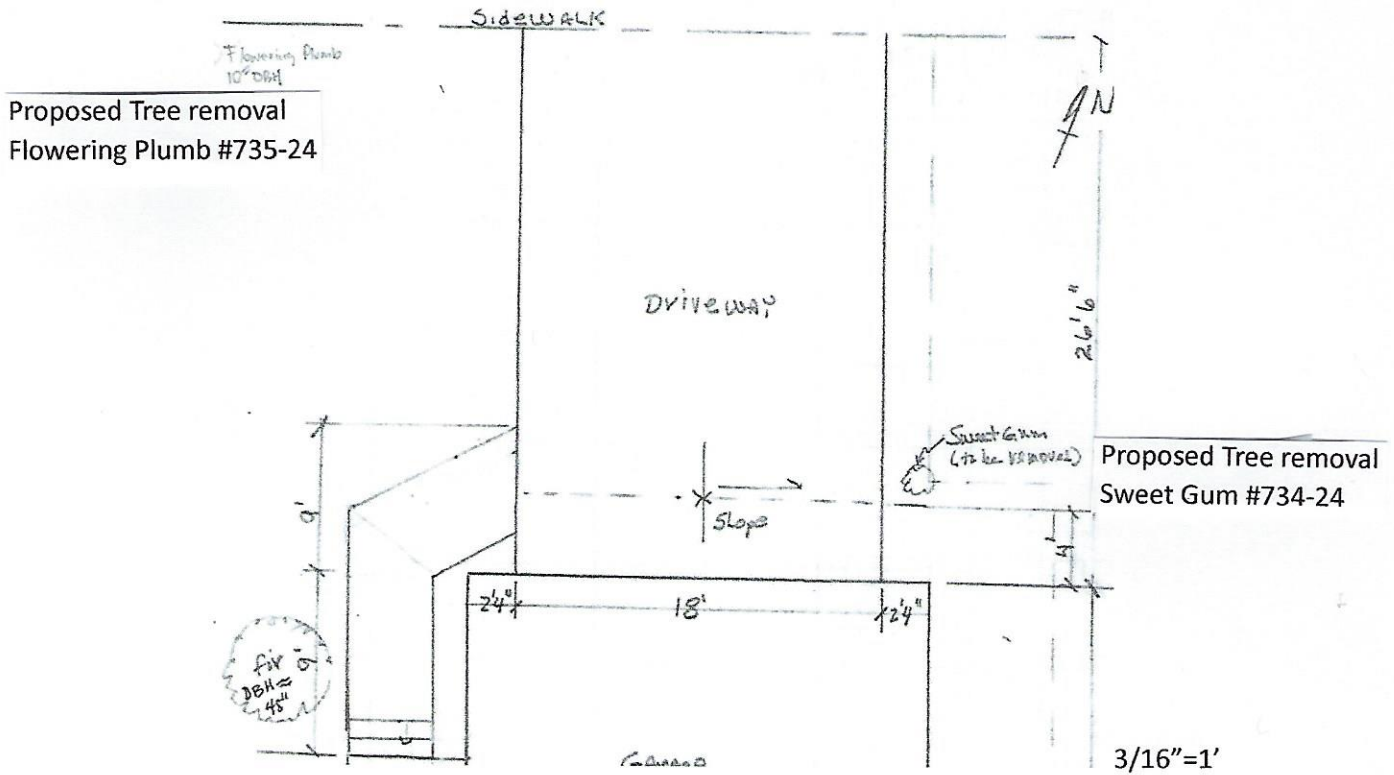 SidewALK
Flowering Plumb
10" DBH
Proposed Tree removal
Flowering Plumb #735-24
N
DriveWAY
26'6"
Sweet Gum
(to be removed)
Proposed Tree removal
Sweet Gum #734-24
9'
Slope
4'
2'4"
18'
2'4"
fir
DBH≈
45"
9'
3/16"=1'